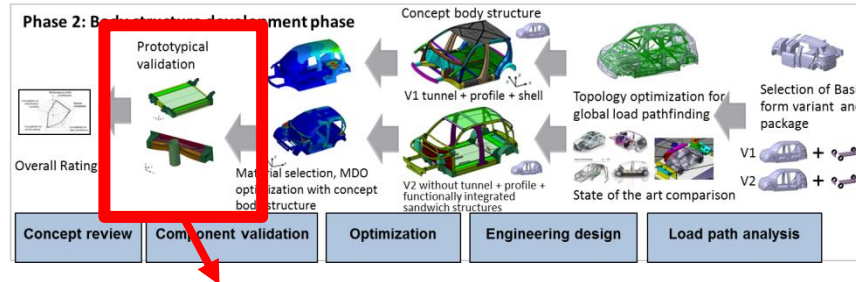 Phase 2: Body structure development phase
Concept body structure
Prototypical
validation
V1 tunnel + profile + shell
Topology optimization for
global load pathfinding
Selection of Basi
form variant and
package
V1
+
V2
+
Overall Rating
Material selection, MDO
optimization with concept
body structure
V2 without tunnel + profile +
functionally integrated
sandwich structures
State of the art comparison
Concept review
Component validation
Optimization
Engineering design
Load path analysis